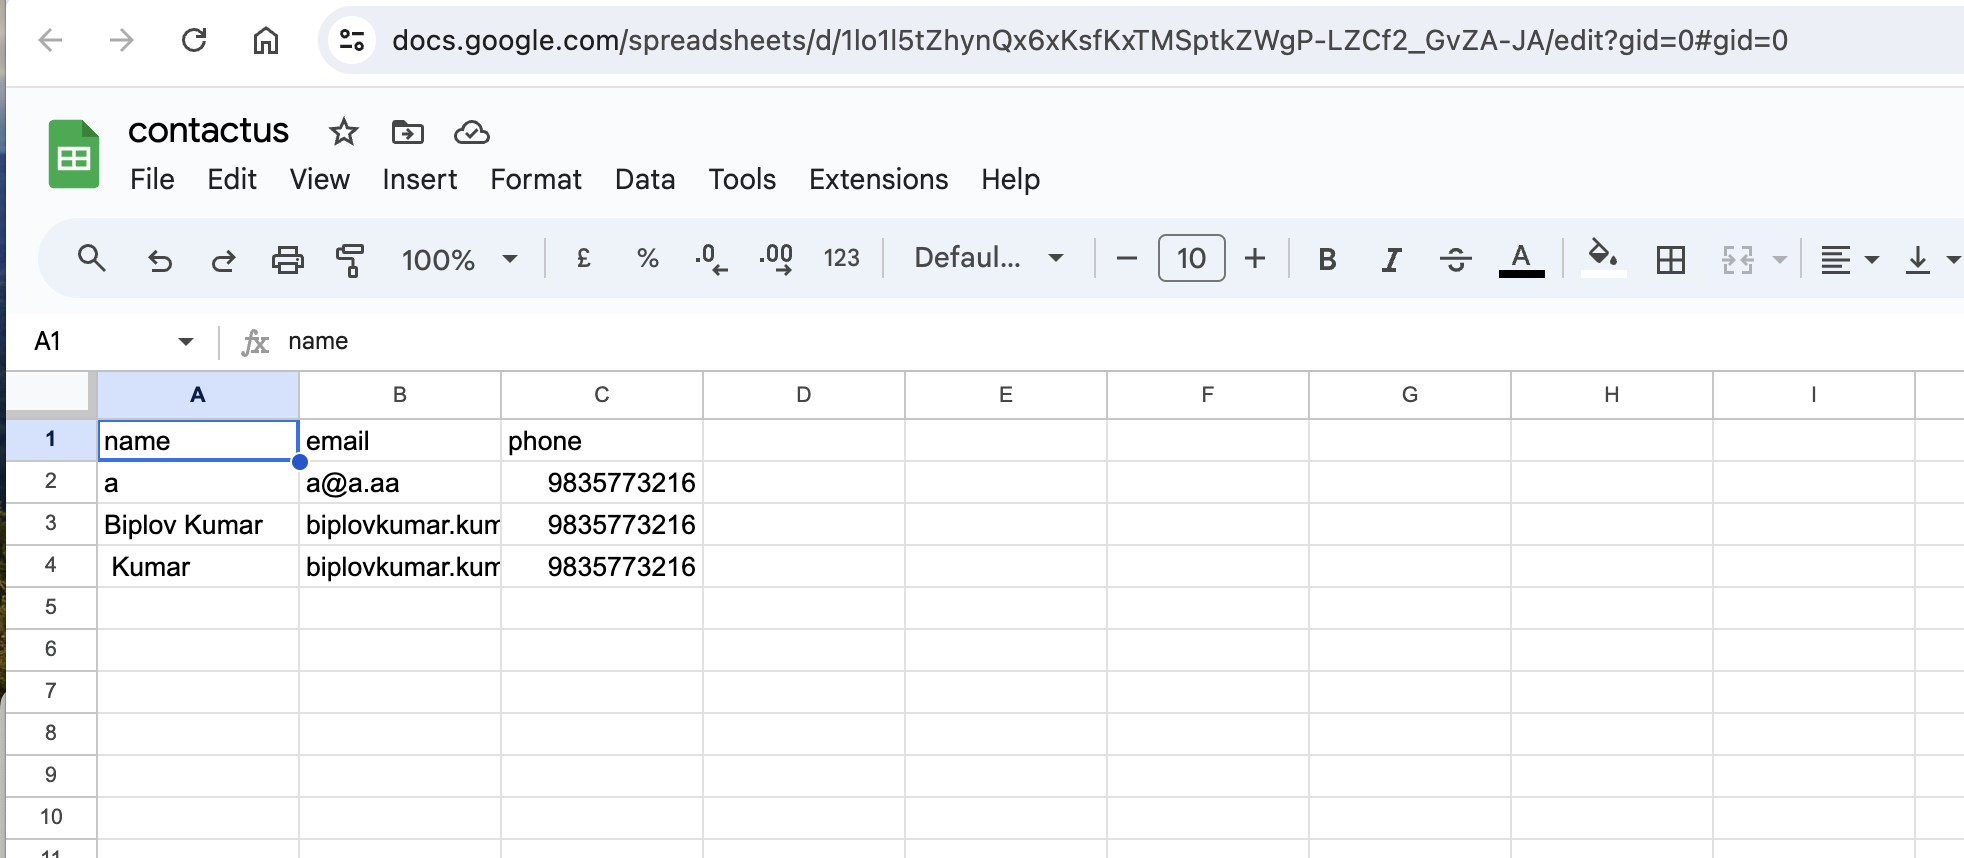 docs.google.com/spreadsheets/d/1lo1l5tZhynQx6xKsfKxTMSptkZWgP-LZCf2_GvZA-JA/edit?gid=0#gid=0
contactus
File Edit View Insert Format Data Tools Extensions Help
100% £ % .0 .00 123 Defaul... 10 B I S A
A1 fx name
A B C D E F G H I
1 name email phone
2 a a@a.aa 9835773216
3 Biplov Kumar biplovkumar.kum 9835773216
4 Kumar biplovkumar.kum 9835773216
5
6
7
8
9
10
11